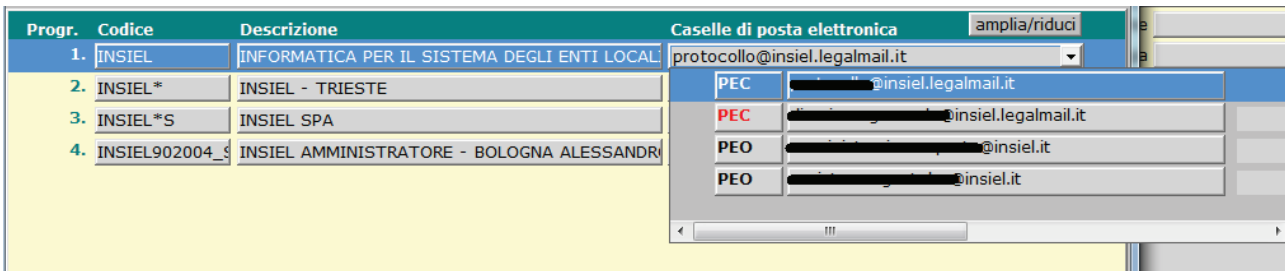 Progr. Codice Descrizione Caselle di posta elettronica amplia/riduci
1. INSIEL INFORMATICA PER IL SISTEMA DEGLI ENTI LOCALI protocollo@insiel.legalmail.it
PEC @insiel.legalmail.it
2. INSIEL* INSIEL - TRIESTE
PEC @insiel.legalmail.it
3. INSIEL*S INSIEL SPA
PEO @insiel.it
4. INSIEL902004_S INSIEL AMMINISTRATORE - BOLOGNA ALESSANDRO
PEO @insiel.it